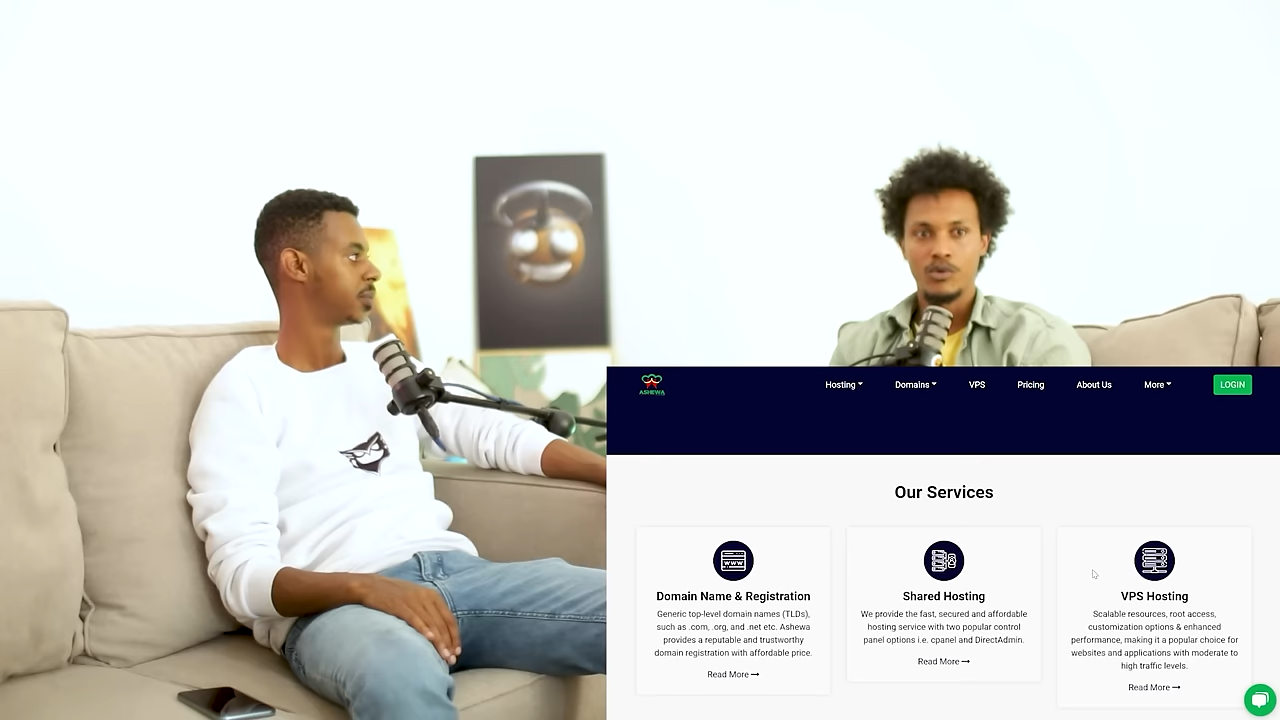 ASHEWA
Hosting
Domains
VPS
Pricing
About Us
More
LOGIN
Our Services
WWW
Domain Name & Registration
Generic top-level domain names (TLDs),
such as .com, .org, and .net etc. Ashewa
provides a reputable and trustworthy
domain registration with affordable price.
Read More
Shared Hosting
We provide the fast, secured and affordable
hosting service with two popular control
panel options i.e. cpanel and DirectAdmin.
Read More
VPS Hosting
Scalable resources, root access,
customization options & enhanced
performance, making it a popular choice for
websites and applications with moderate to
high traffic levels.
Read More